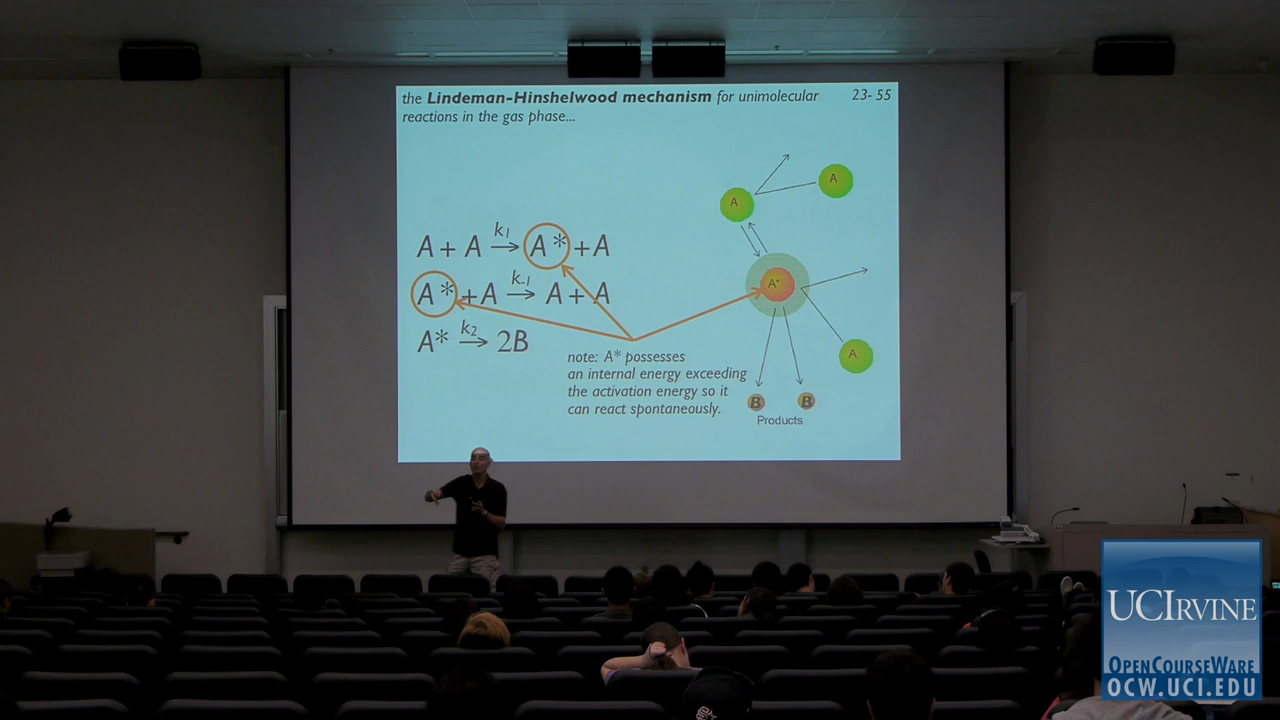 the Lindeman-Hinshelwood mechanism for unimolecular 23- 55
reactions in the gas phase...
A + A k1 → A* + A
A* + A k-1 → A + A
A* k2 → 2B
note: A* possesses
an internal energy exceeding
the activation energy so it
can react spontaneously.
A
A
A*
A
B B
Products
UCIRVINE
OPENCOURSEWARE
OCW.UCI.EDU